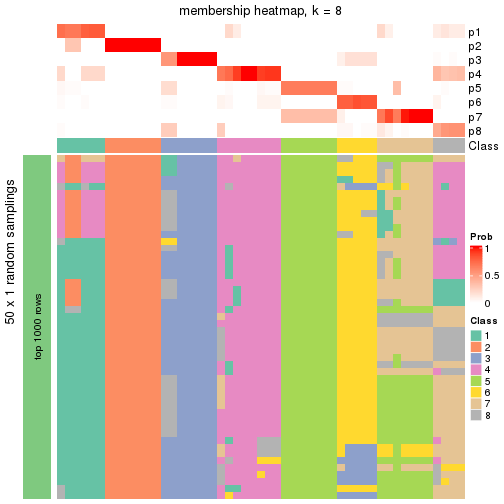 membership heatmap, k = 8
p1
p2
p3
p4
p5
p6
p7
p8
Class
50 x 1 random samplings
top 1000 rows
Prob
1
0.5
0
Class
1
2
3
4
5
6
7
8